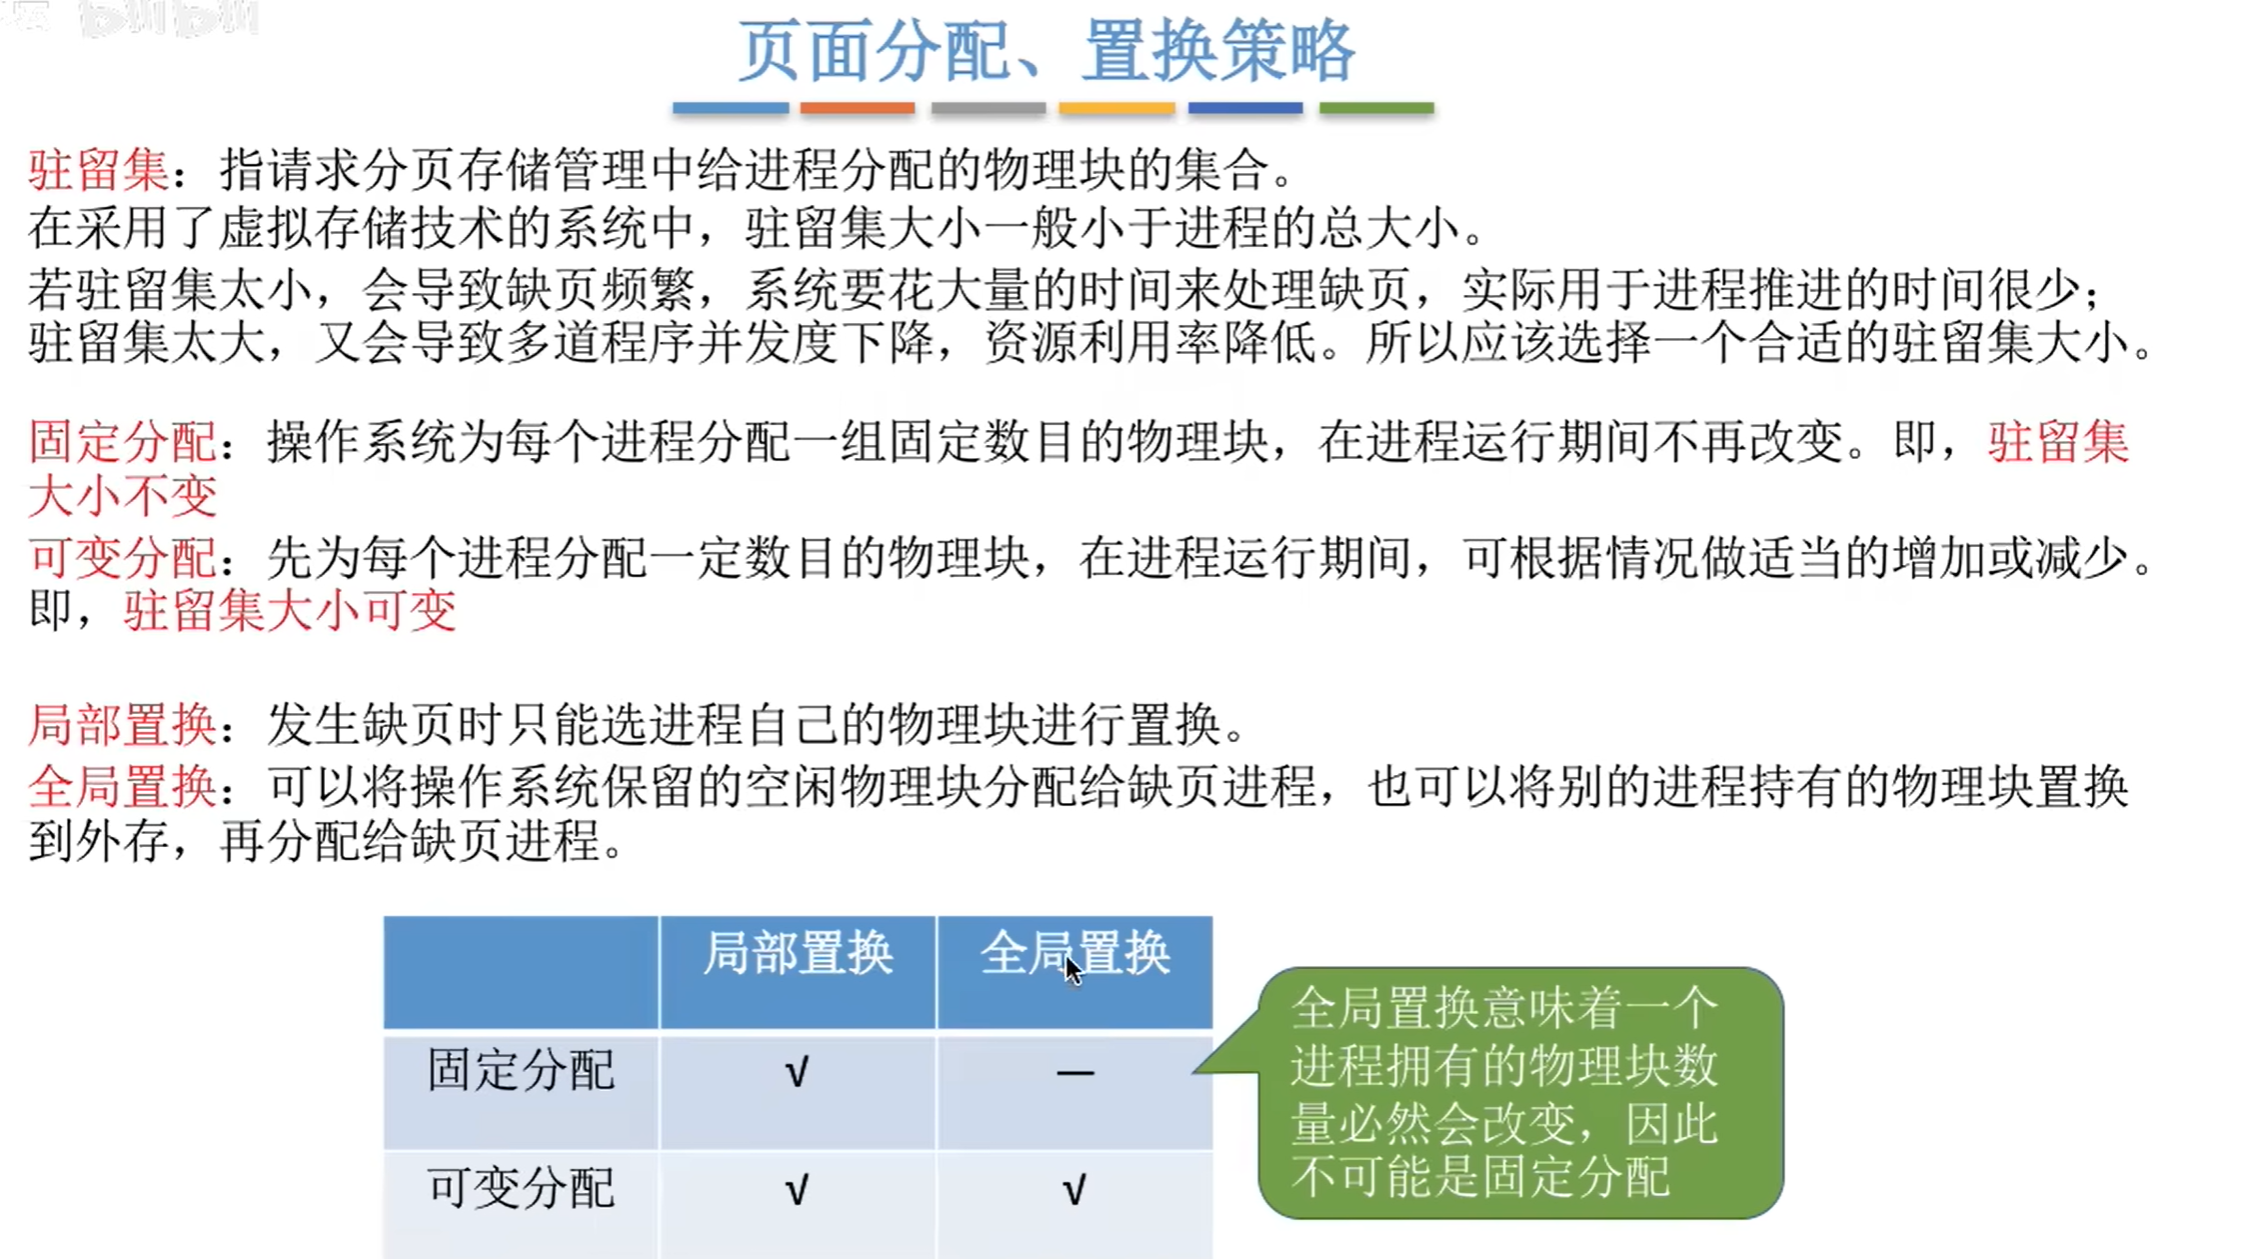 页面分配、置换策略
驻留集：指请求分页存储管理中给进程分配的物理块的集合。
在采用了虚拟存储技术的系统中，驻留集大小一般小于进程的总大小。
若驻留集太小，会导致缺页频繁，系统要花大量的时间来处理缺页，实际用于进程推进的时间很少；
驻留集太大，又会导致多道程序并发度下降，资源利用率降低。所以应该选择一个合适的驻留集大小。
固定分配：操作系统为每个进程分配一组固定数目的物理块，在进程运行期间不再改变。即，驻留集
大小不变
可变分配：先为每个进程分配一定数目的物理块，在进程运行期间，可根据情况做适当的增加或减少。
即，驻留集大小可变
局部置换：发生缺页时只能选进程自己的物理块进行置换。
全局置换：可以将操作系统保留的空闲物理块分配给缺页进程，也可以将别的进程持有的物理块置换
到外存，再分配给缺页进程。
局部置换 全局置换
固定分配 √ —
可变分配 √ √
全局置换意味着一个
进程拥有的物理块数
量必然会改变，因此
不可能是固定分配